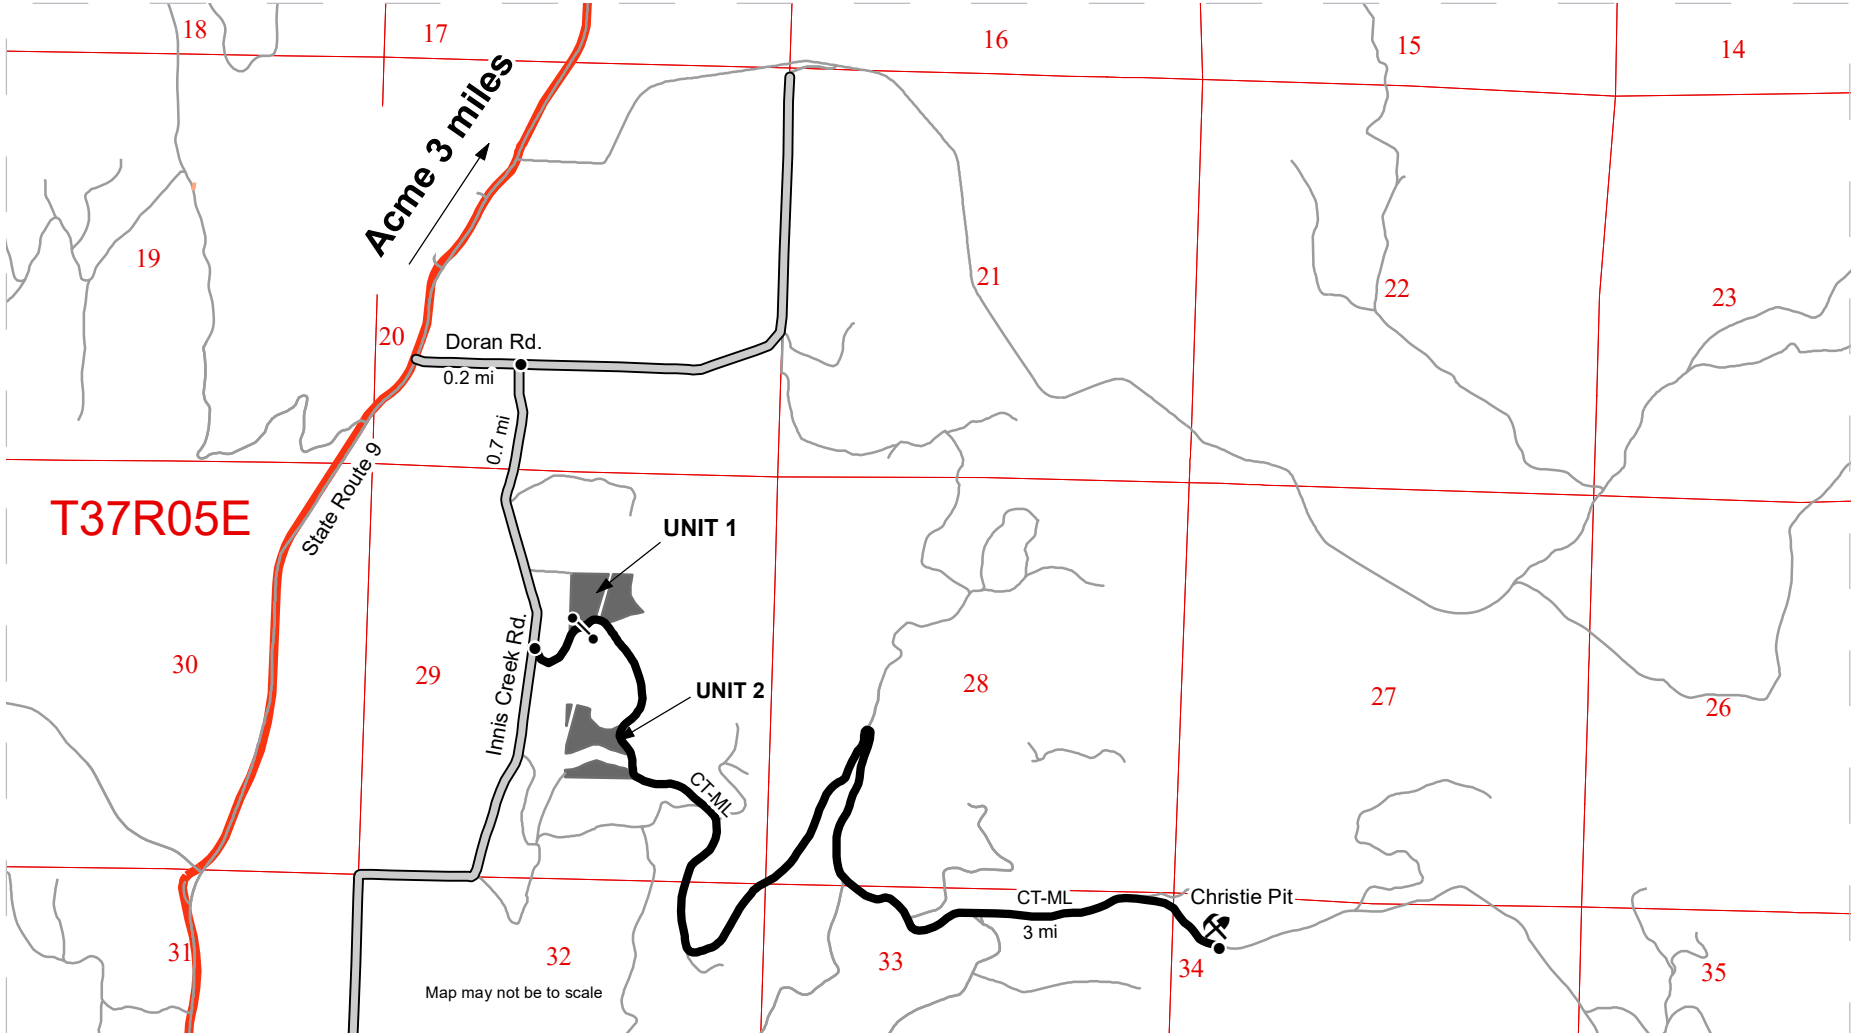 18
17
16
15
14
Acme 3 miles
19
21
22
23
20
Doran Rd.
0.2 mi
0.7 mi
State Route 9
T37R05E
UNIT 1
Innis Creek Rd.
30
29
28
27
26
UNIT 2
CT-ML
CT-ML
3 mi
Christie Pit
31
32
33
34
35
Map may not be to scale